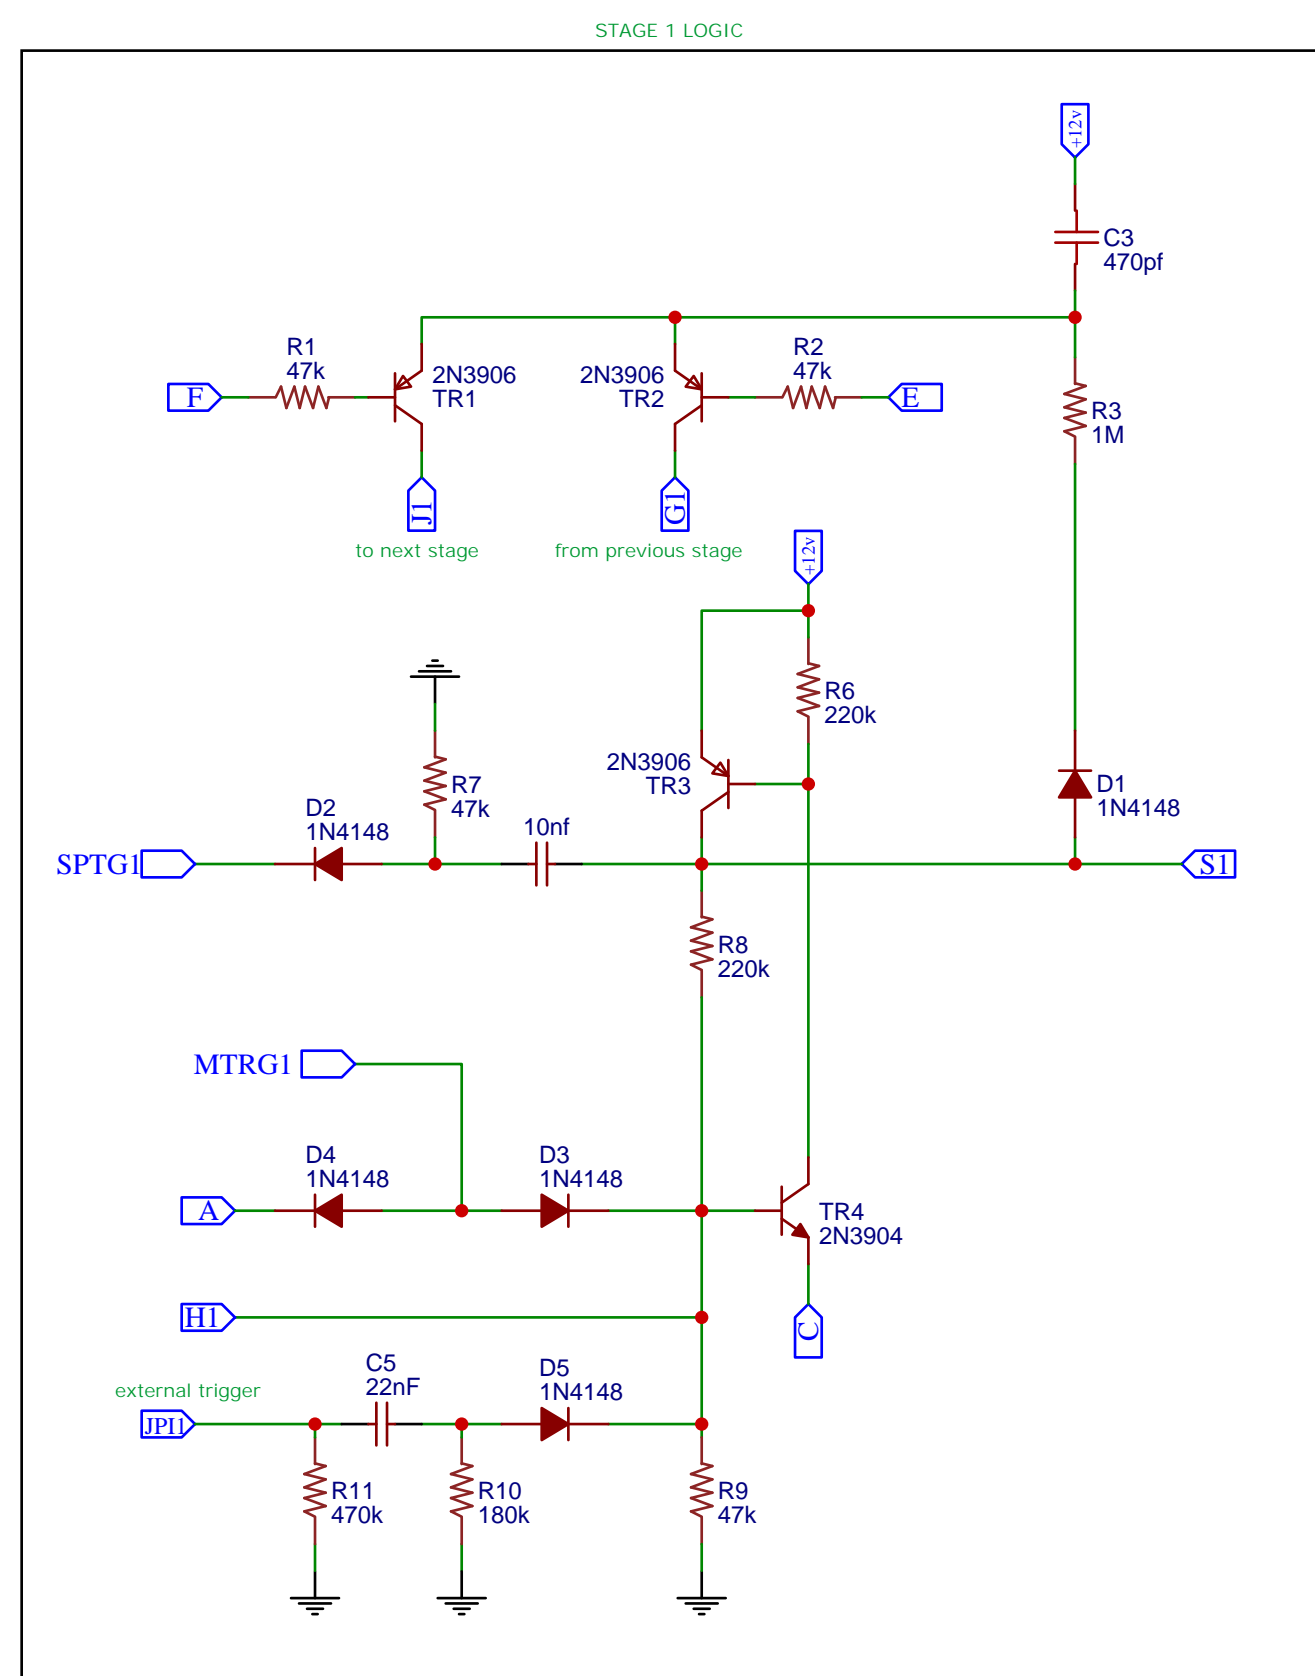 STAGE 1 LOGIC
+12v
C3
470pf
R1
47k
2N3906
TR1
2N3906
TR2
R2
47k
F
E
R3
1M
J1
G1
to next stage
from previous stage
+12v
R6
220k
2N3906
TR3
R7
47k
D1
1N4148
D2
1N4148
10nf
SPTG1
S1
R8
220k
MTRG1
D4
1N4148
D3
1N4148
A
TR4
2N3904
H1
C
C5
22nF
D5
1N4148
external trigger
JPI1
R11
470k
R10
180k
R9
47k